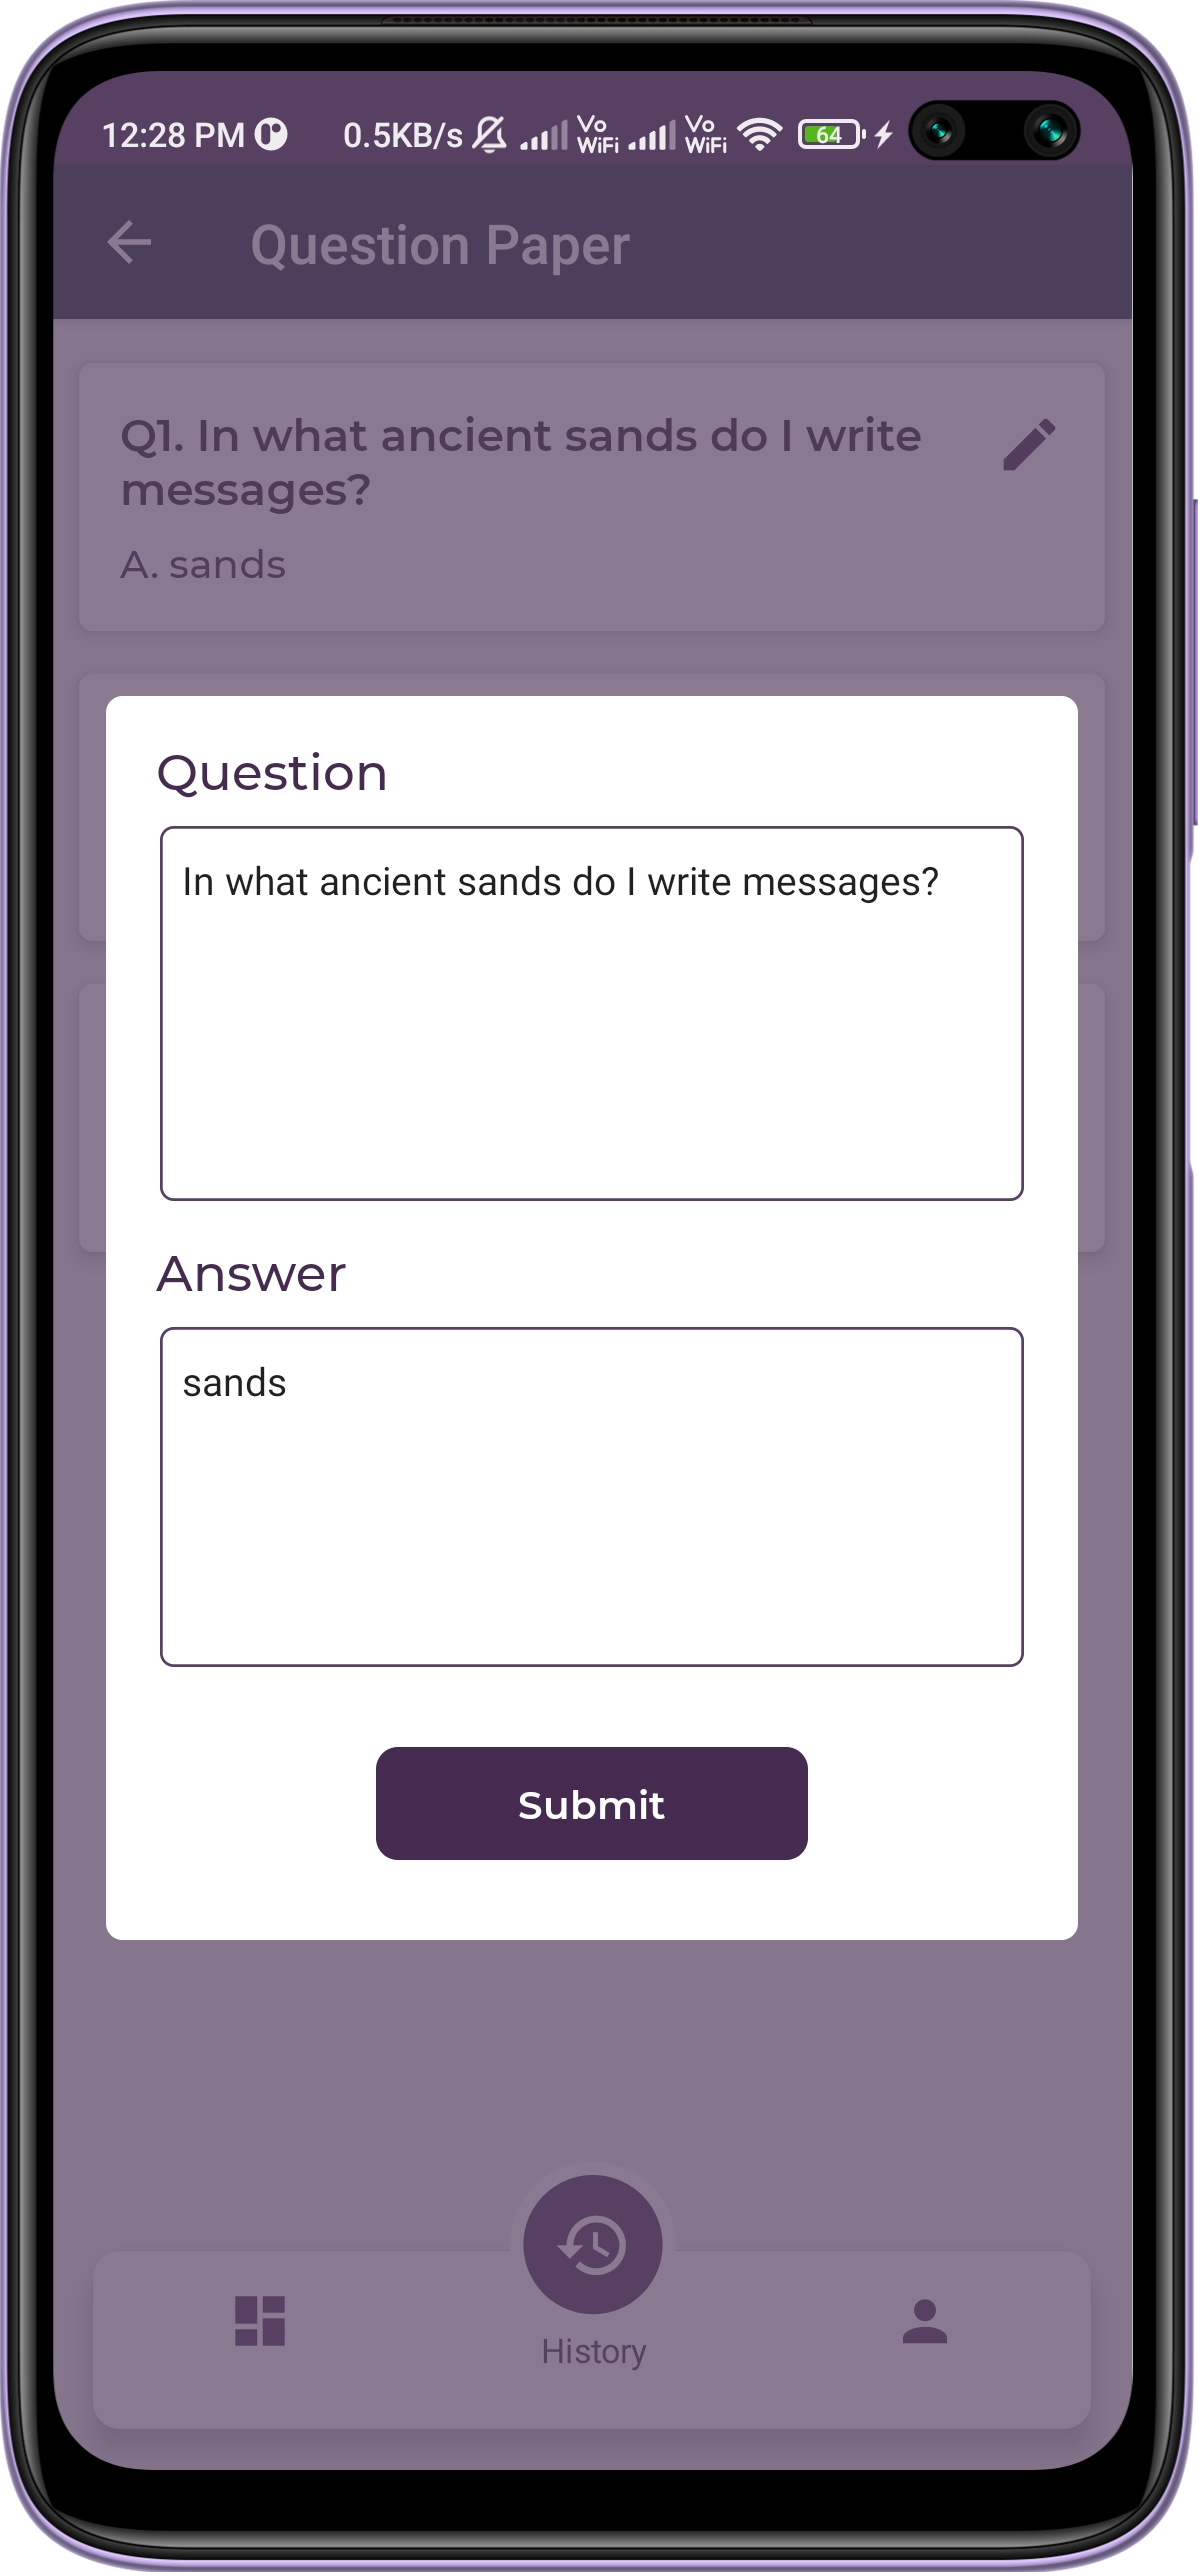 12:28 PM 0.5KB/s Vo WiFi Vo WiFi 64
Question Paper
Q1. In what ancient sands do I write
messages?
A. sands
Question
In what ancient sands do I write messages?
Answer
sands
Submit
History